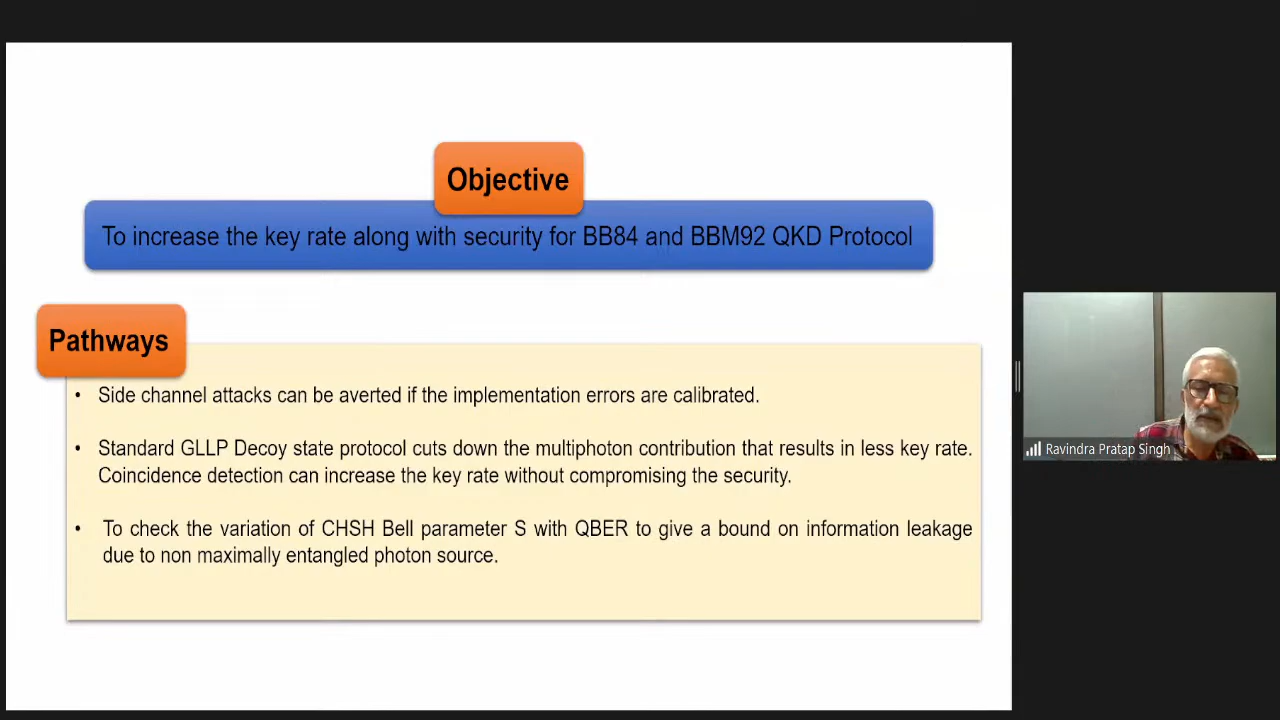 Objective
To increase the key rate along with security for BB84 and BBM92 QKD Protocol
Pathways
• Side channel attacks can be averted if the implementation errors are calibrated.
• Standard GLLP Decoy state protocol cuts down the multiphoton contribution that results in less key rate.
Coincidence detection can increase the key rate without compromising the security.
• To check the variation of CHSH Bell parameter S with QBER to give a bound on information leakage
due to non maximally entangled photon source.
Ravindra Pratap Singh